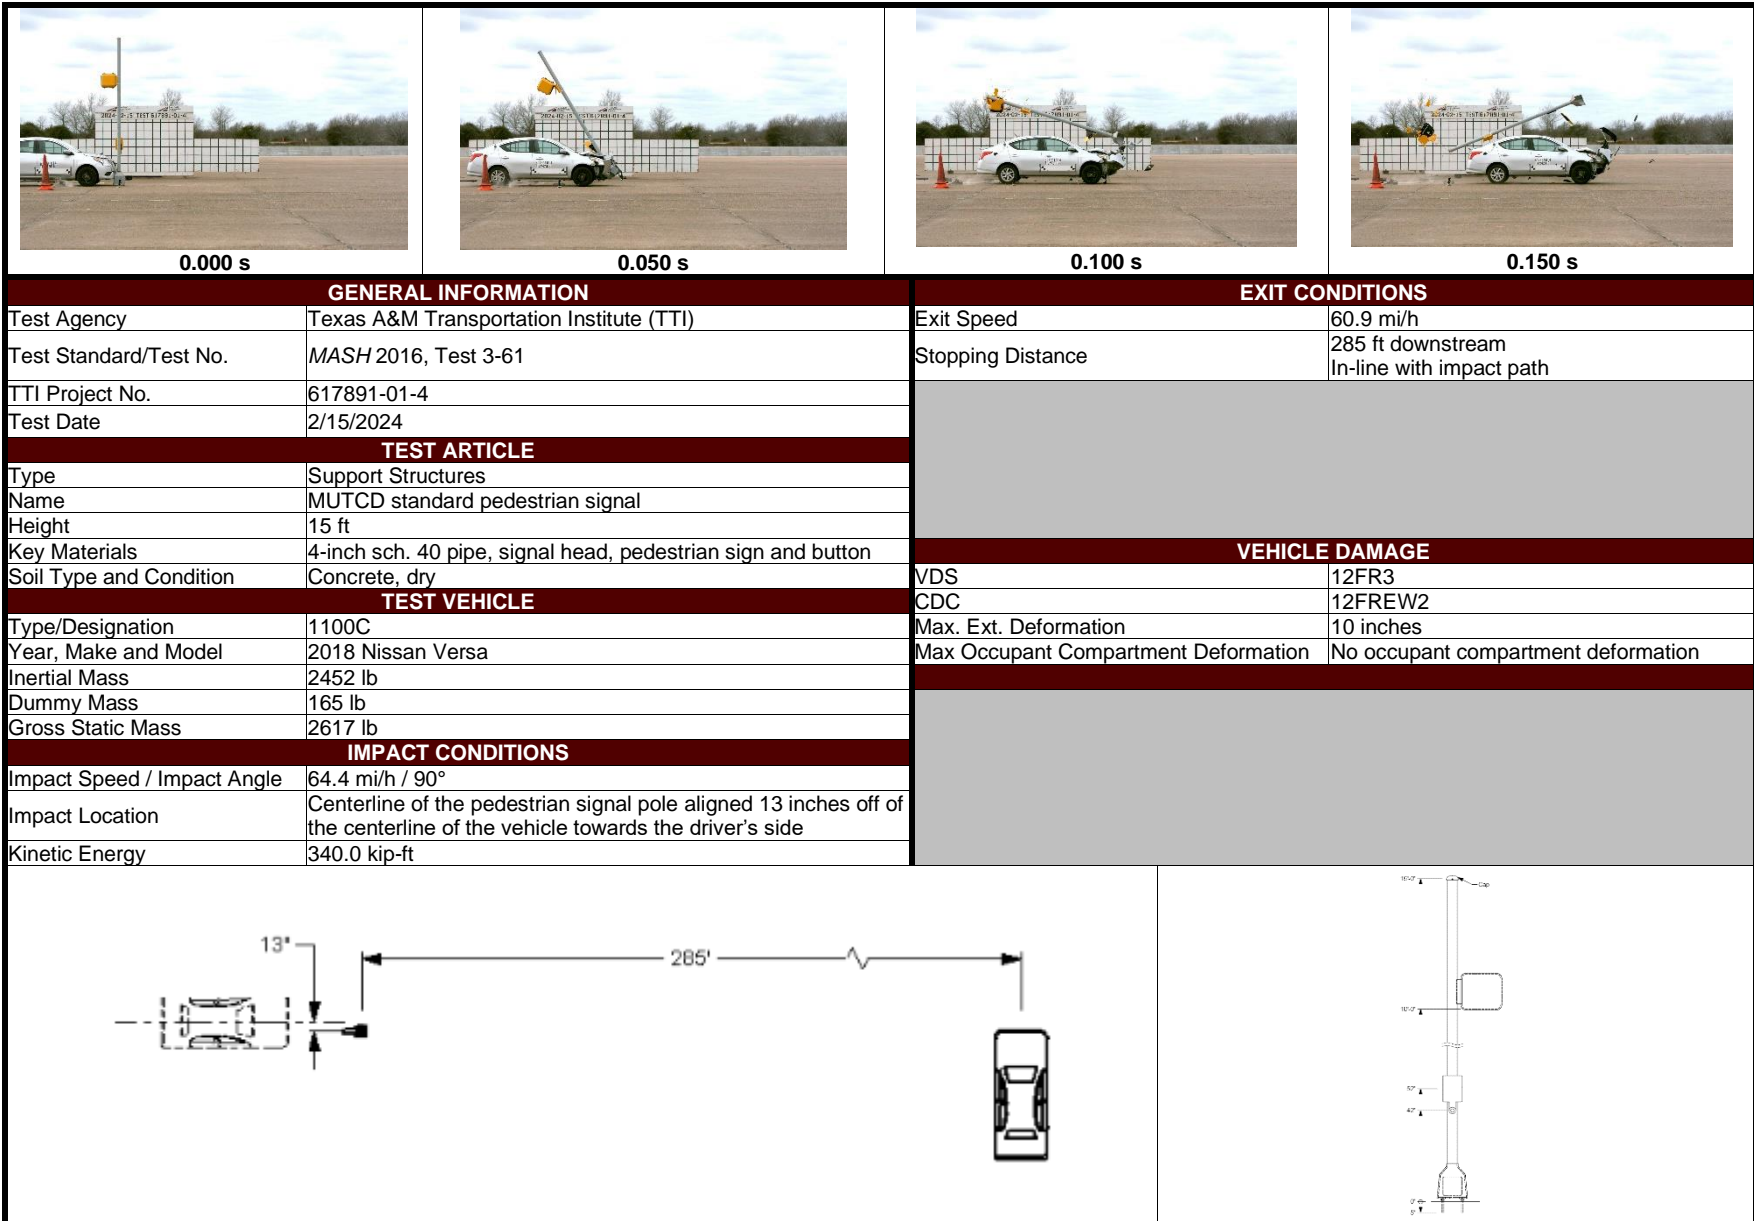 0.000 s
0.050 s
0.100 s
0.150 s
GENERAL INFORMATION
Test Agency Texas A&M Transportation Institute (TTI)
Test Standard/Test No. MASH 2016, Test 3-61
TTI Project No. 617891-01-4
Test Date 2/15/2024
TEST ARTICLE
Type Support Structures
Name MUTCD standard pedestrian signal
Height 15 ft
Key Materials 4-inch sch. 40 pipe, signal head, pedestrian sign and button
Soil Type and Condition Concrete, dry
TEST VEHICLE
Type/Designation 1100C
Year, Make and Model 2018 Nissan Versa
Inertial Mass 2452 lb
Dummy Mass 165 lb
Gross Static Mass 2617 lb
IMPACT CONDITIONS
Impact Speed / Impact Angle 64.4 mi/h / 90°
Impact Location Centerline of the pedestrian signal pole aligned 13 inches off of
the centerline of the vehicle towards the driver's side
Kinetic Energy 340.0 kip-ft
EXIT CONDITIONS
Exit Speed 60.9 mi/h
Stopping Distance 285 ft downstream
In-line with impact path
VEHICLE DAMAGE
VDS 12FR3
CDC 12FREW2
Max. Ext. Deformation 10 inches
Max Occupant Compartment Deformation No occupant compartment deformation
13"
285'
Cap